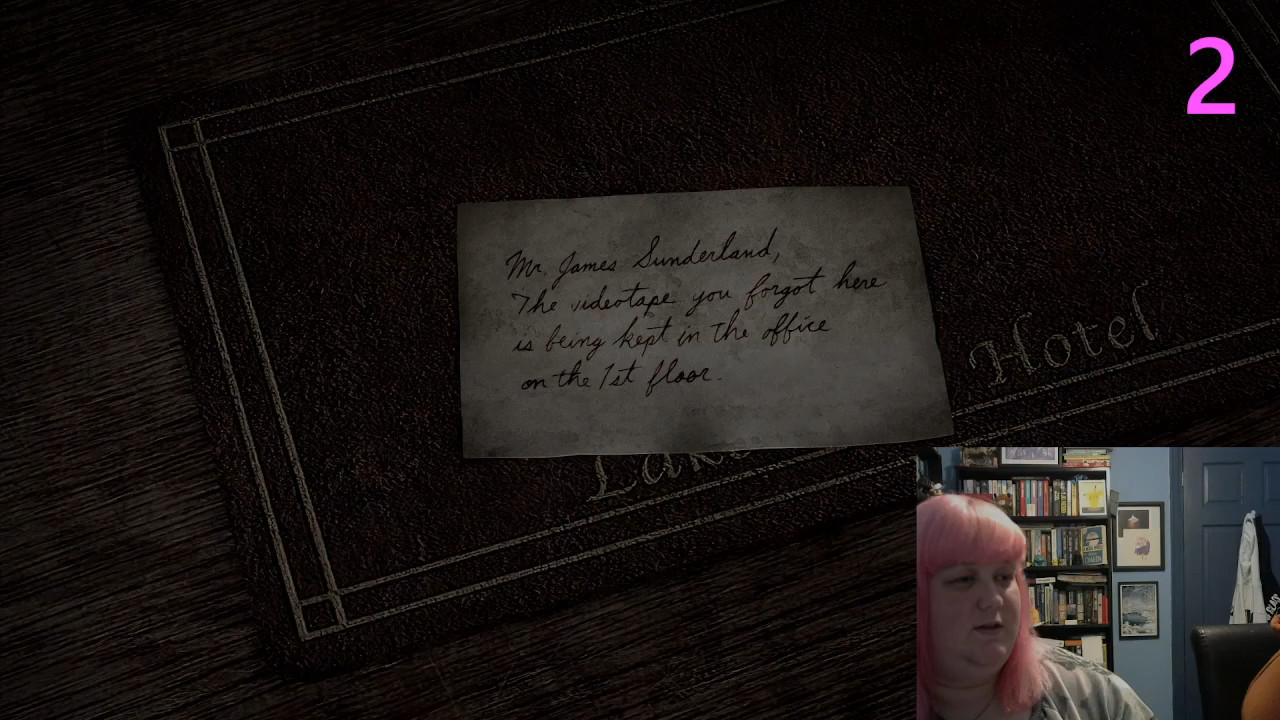 2
Mr. James Sunderland,
The videotape you forgot here
is being kept in the office
on the 1st floor.
Hotel